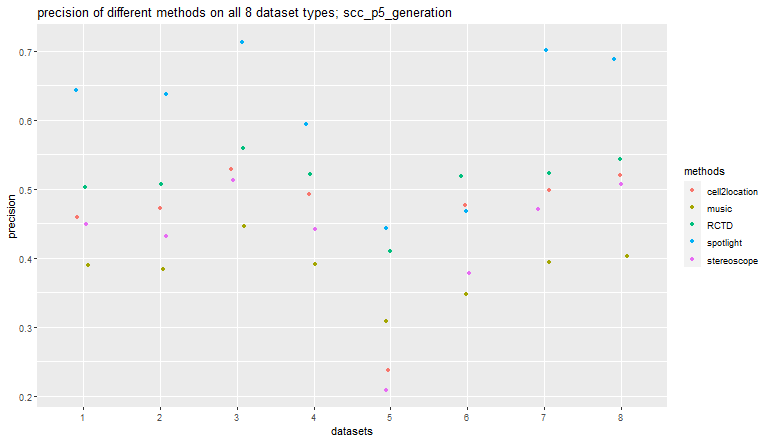 precision of different methods on all 8 dataset types; scc_p5_generation
precision
0.7
0.6
0.5
0.4
0.3
0.2
1 2 3 4 5 6 7 8
datasets
methods
cell2location
music
RCTD
spotlight
stereoscope